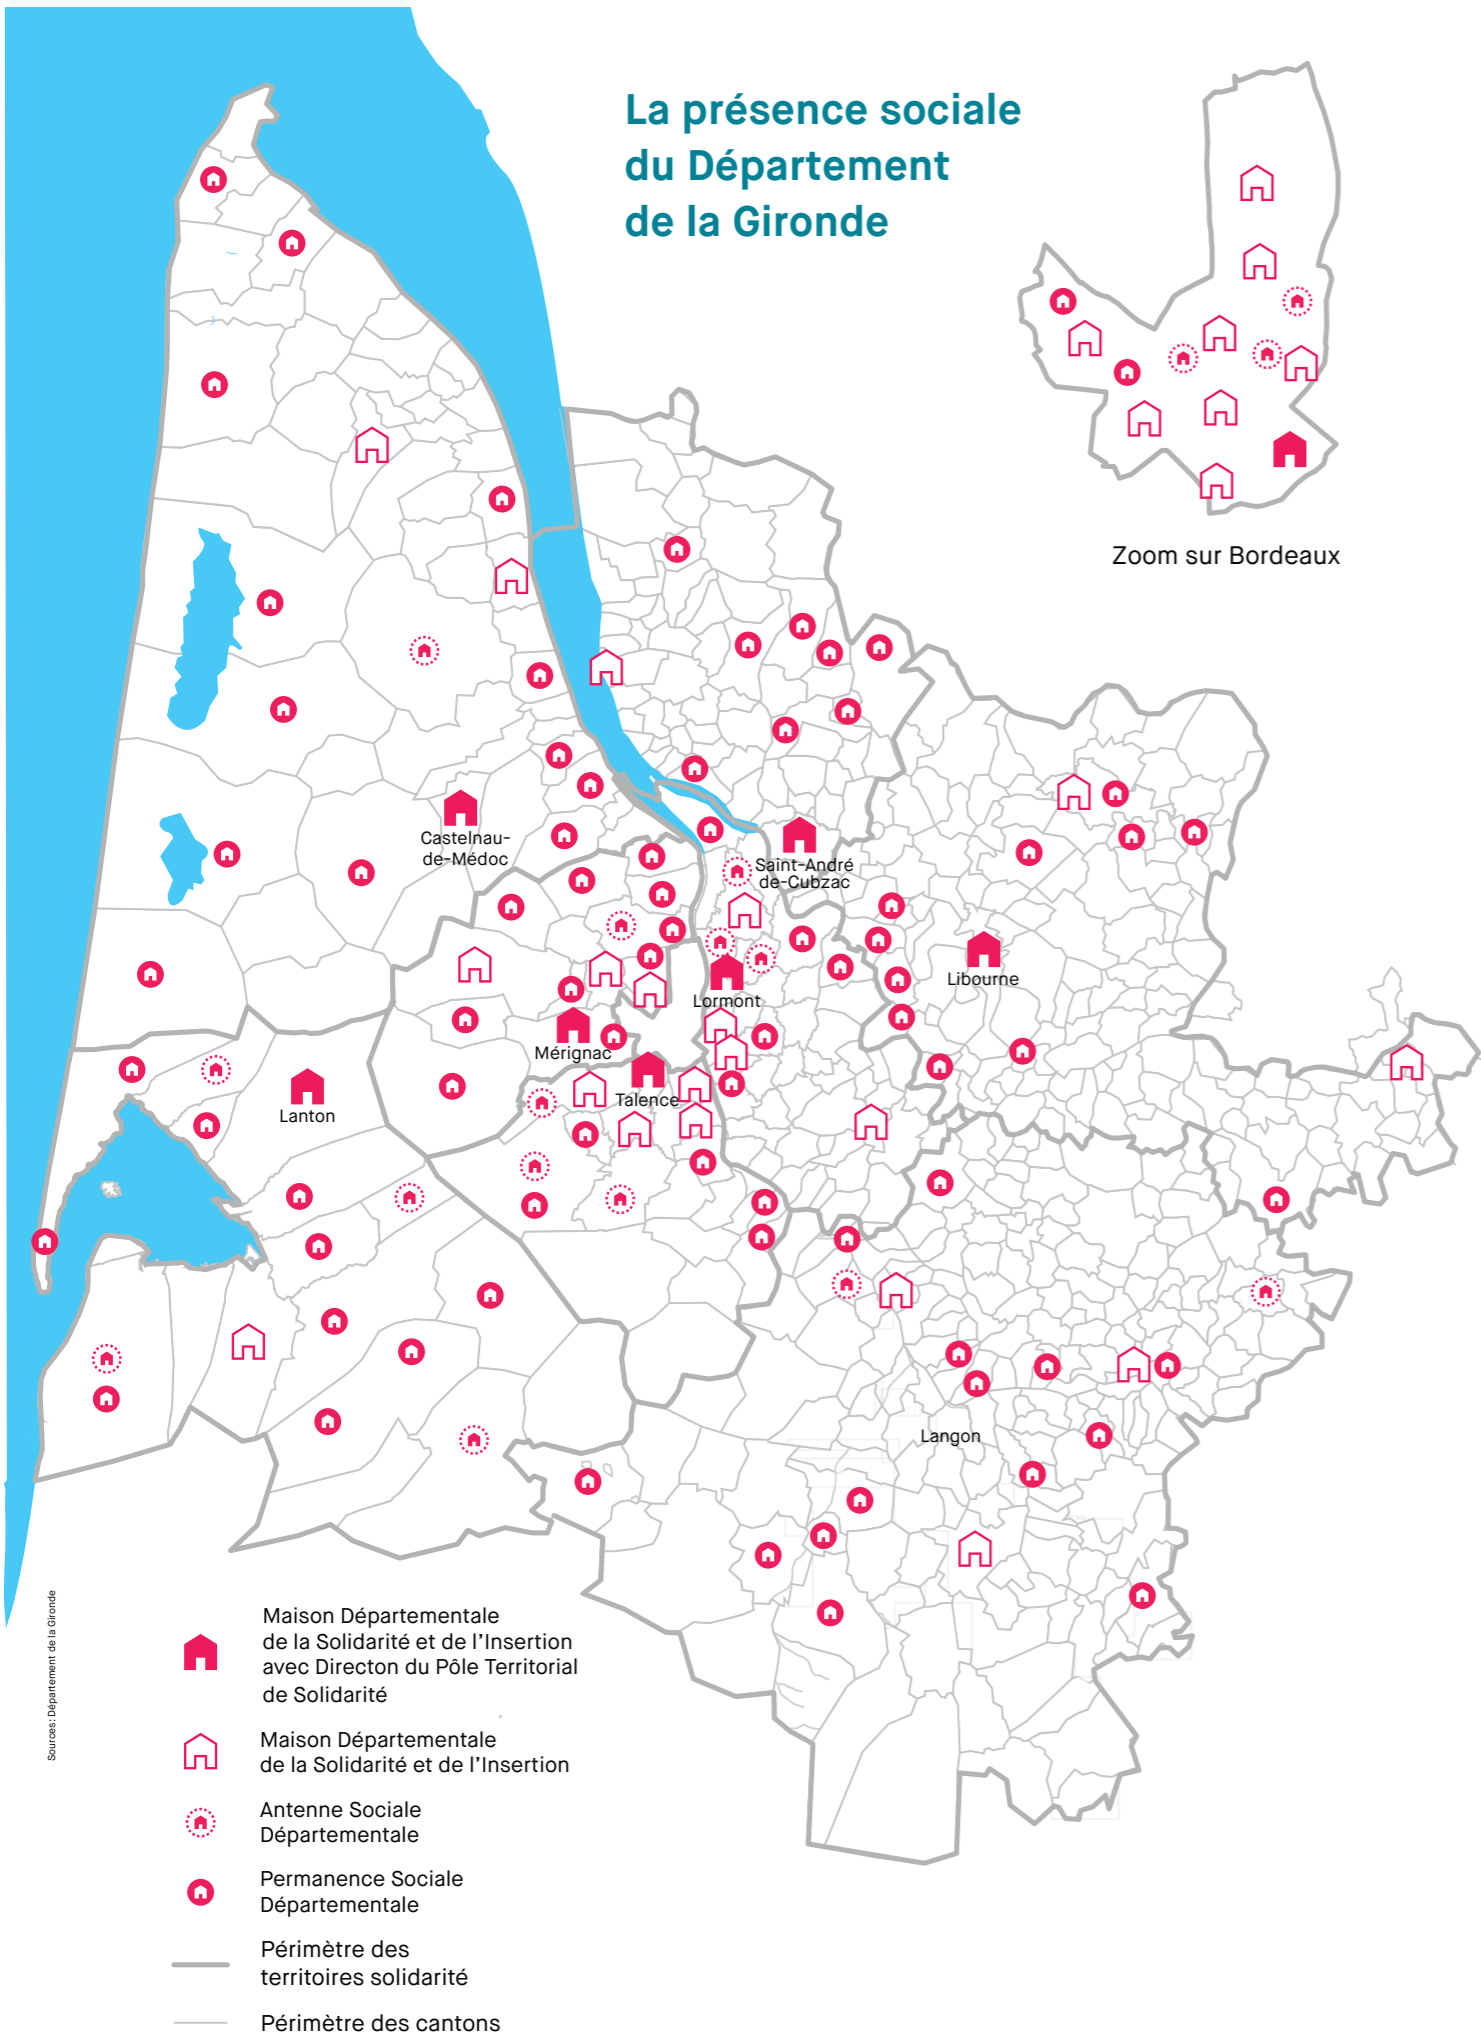 La présence sociale
du Département
de la Gironde
Zoom sur Bordeaux
Castelnau-
de-Médoc
Saint-André
de-Cubzac
Libourne
Lormont
Mérignac
Talence
Lanton
Langon
Maison Départementale
de la Solidarité et de l'Insertion
avec Directon du Pôle Territorial
de Solidarité
Maison Départementale
de la Solidarité et de l'Insertion
Antenne Sociale
Départementale
Permanence Sociale
Départementale
Périmètre des
territoires solidarité
Périmètre des cantons
Sources: Département de la Gironde